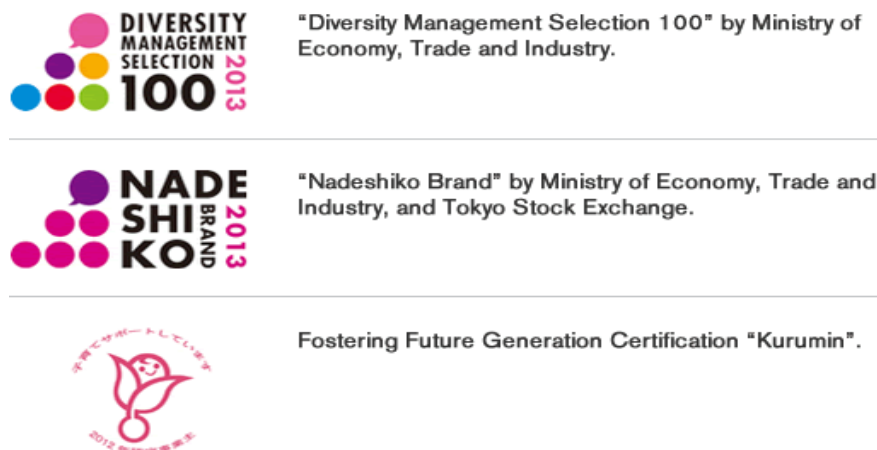 DIVERSITY
MANAGEMENT
SELECTION
100
2013
“Diversity Management Selection 100” by Ministry of
Economy, Trade and Industry.
NADE
SHI
KO
BRAND
2013
“Nadeshiko Brand” by Ministry of Economy, Trade and
Industry, and Tokyo Stock Exchange.
子育てサポートしています
2012
Fostering Future Generation Certification “Kurumin”.